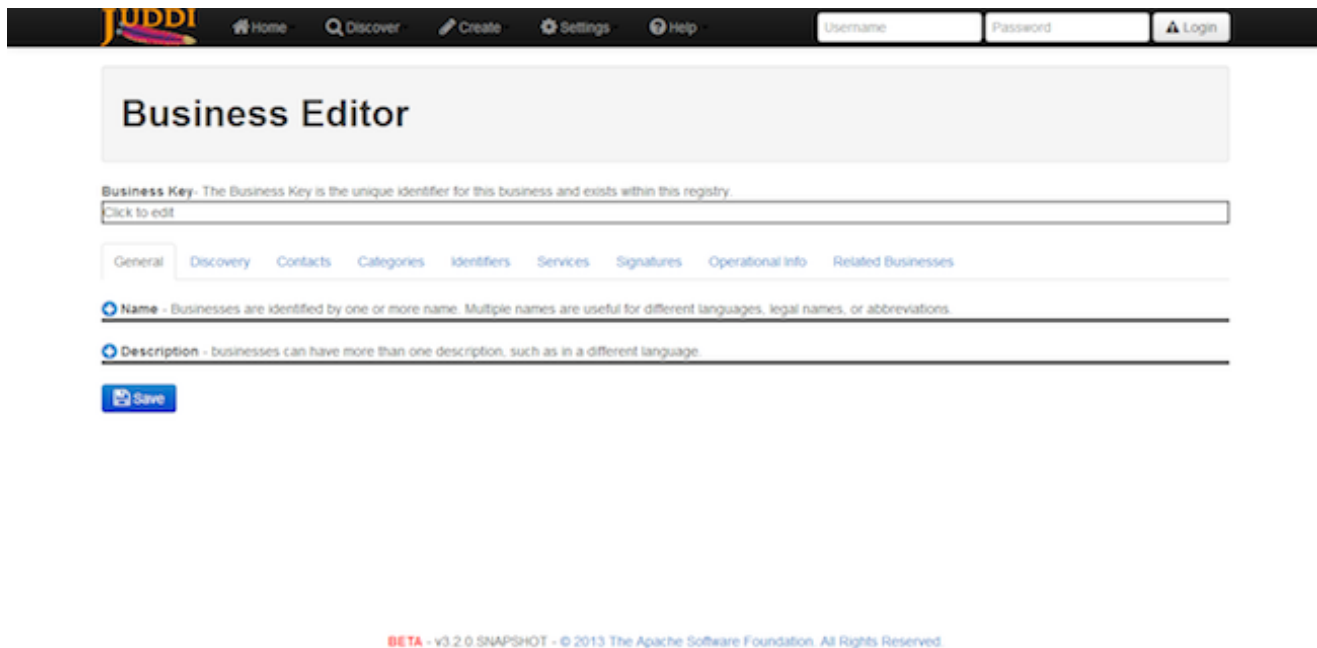 JUDDI Home Discover Create Settings Help Username Password Login
Business Editor
Business Key- The Business Key is the unique identifier for this business and exists within this registry.
Click to edit
General Discovery Contacts Categories Identifiers Services Signatures Operational Info Related Businesses
Name - Businesses are identified by one or more name. Multiple names are useful for different languages, legal names, or abbreviations.
Description - businesses can have more than one description, such as in a different language.
Save
BETA - v3.2.0.SNAPSHOT - © 2013 The Apache Software Foundation. All Rights Reserved.